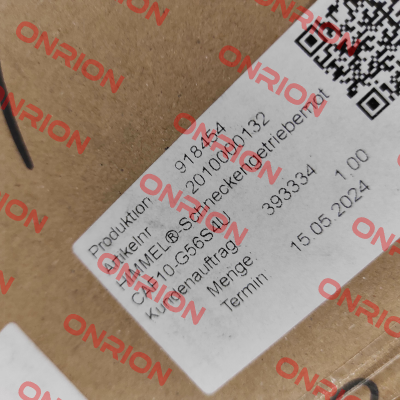 Produktion 918454
Artikelnr 2010000132
HIMMEL®-Schneckengetriebemot
CAF10-G56S4U
Kundenauftrag 393334
Menge: 1,00
Termin: 15.05.2024
ONRION
ONRION
ONRION
ONRION
ONRION
ONRION
ONRION
ONRION
ONRION